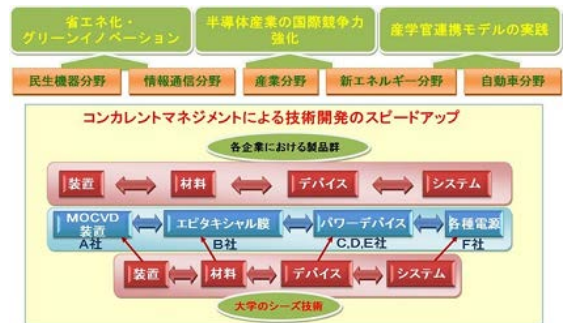 省エネ化・
グリーンイノベーション
半導体産業の国際競争力
強化
産学官連携モデルの実践
民生機器分野
情報通信分野
産業分野
新エネルギー分野
自動車分野
コンカレントマネジメントによる技術開発のスピードアップ
各企業における製品群
装置
材料
デバイス
システム
MOCVD
装置
エピタキシャル膜
パワーデバイス
各種電源
A社
B社
C,D,E社
F社
装置
材料
デバイス
システム
大学のシーズ技術